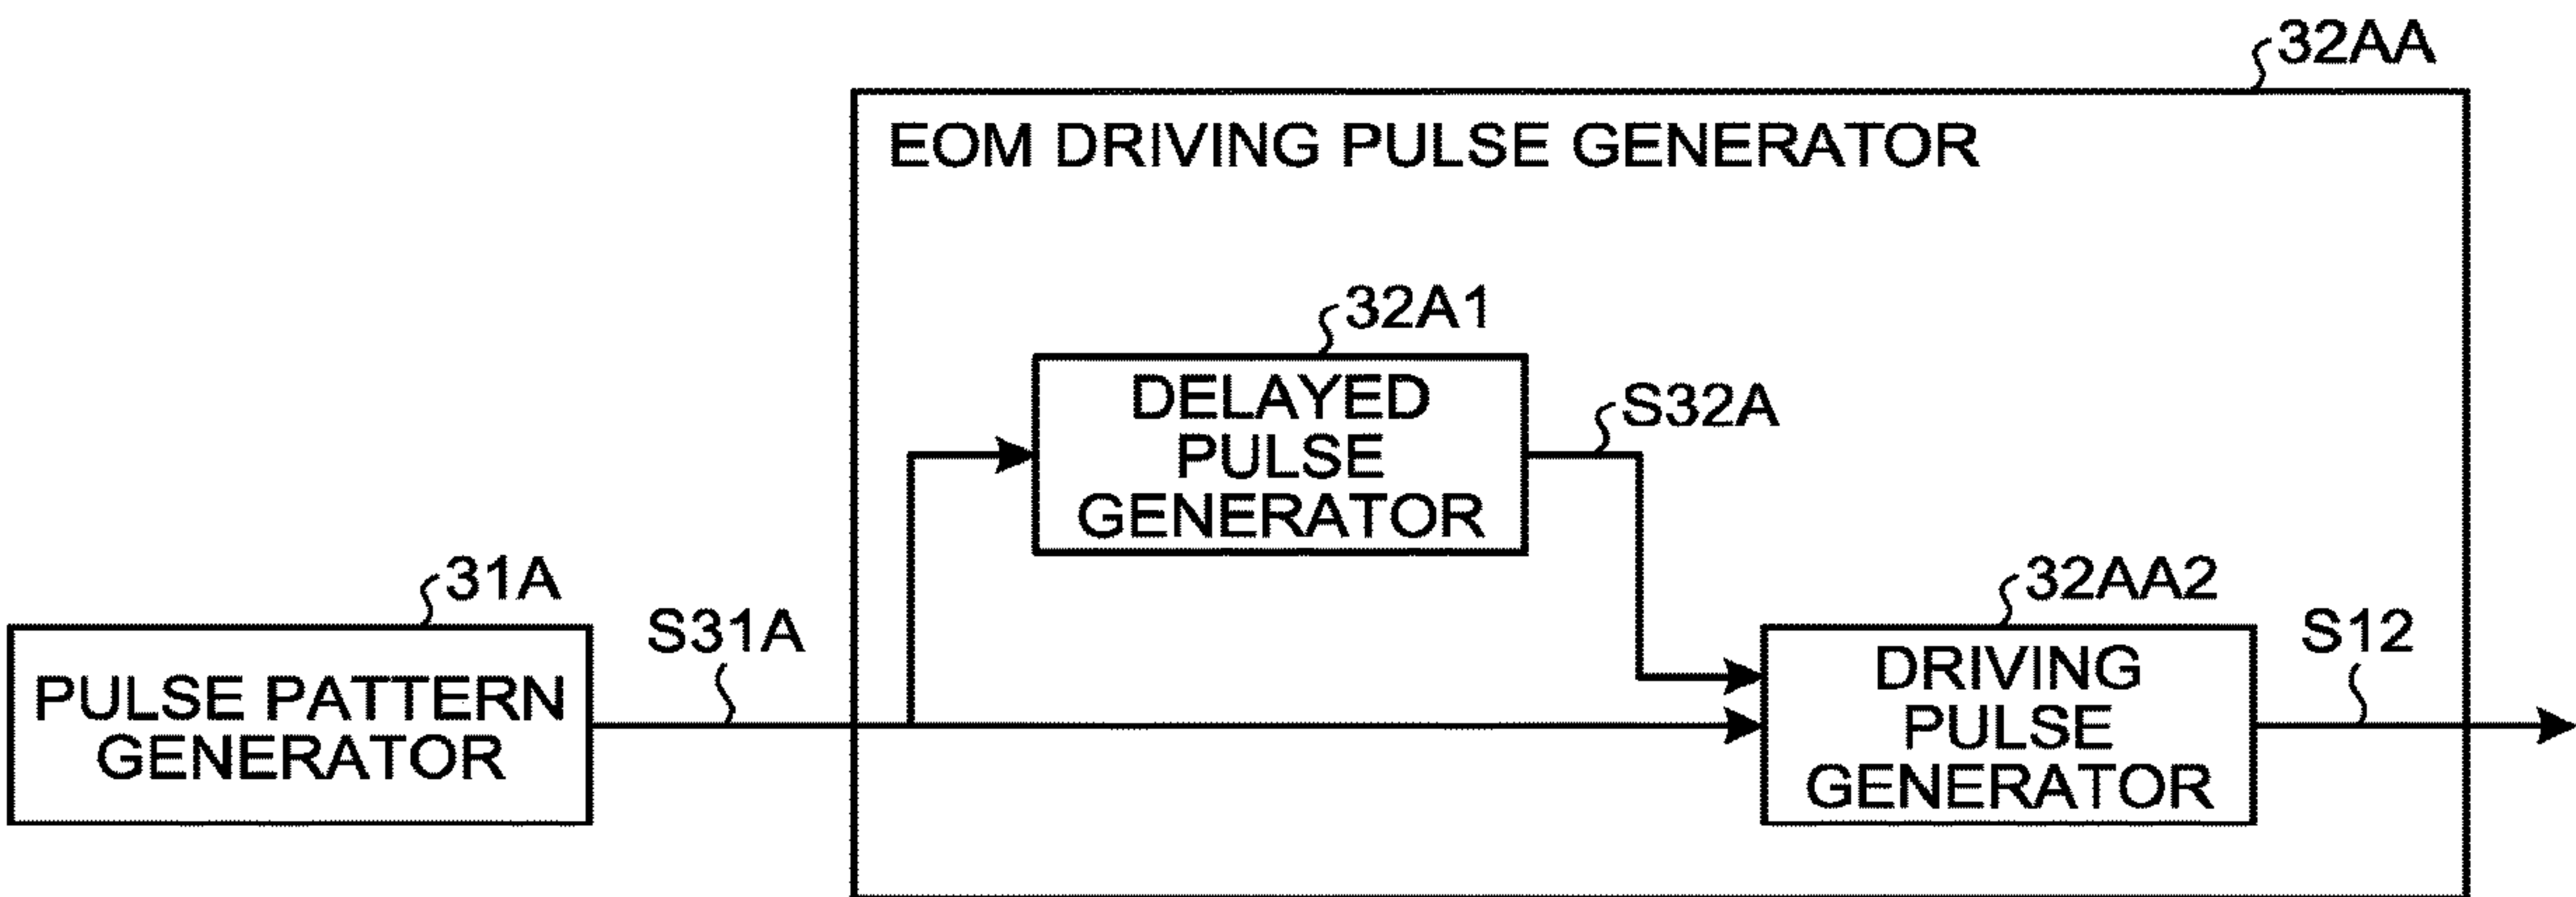 32AA
EOM DRIVING PULSE GENERATOR
32A1
DELAYED
PULSE
GENERATOR
S32A
31A
PULSE PATTERN
GENERATOR
S31A
32AA2
DRIVING
PULSE
GENERATOR
S12